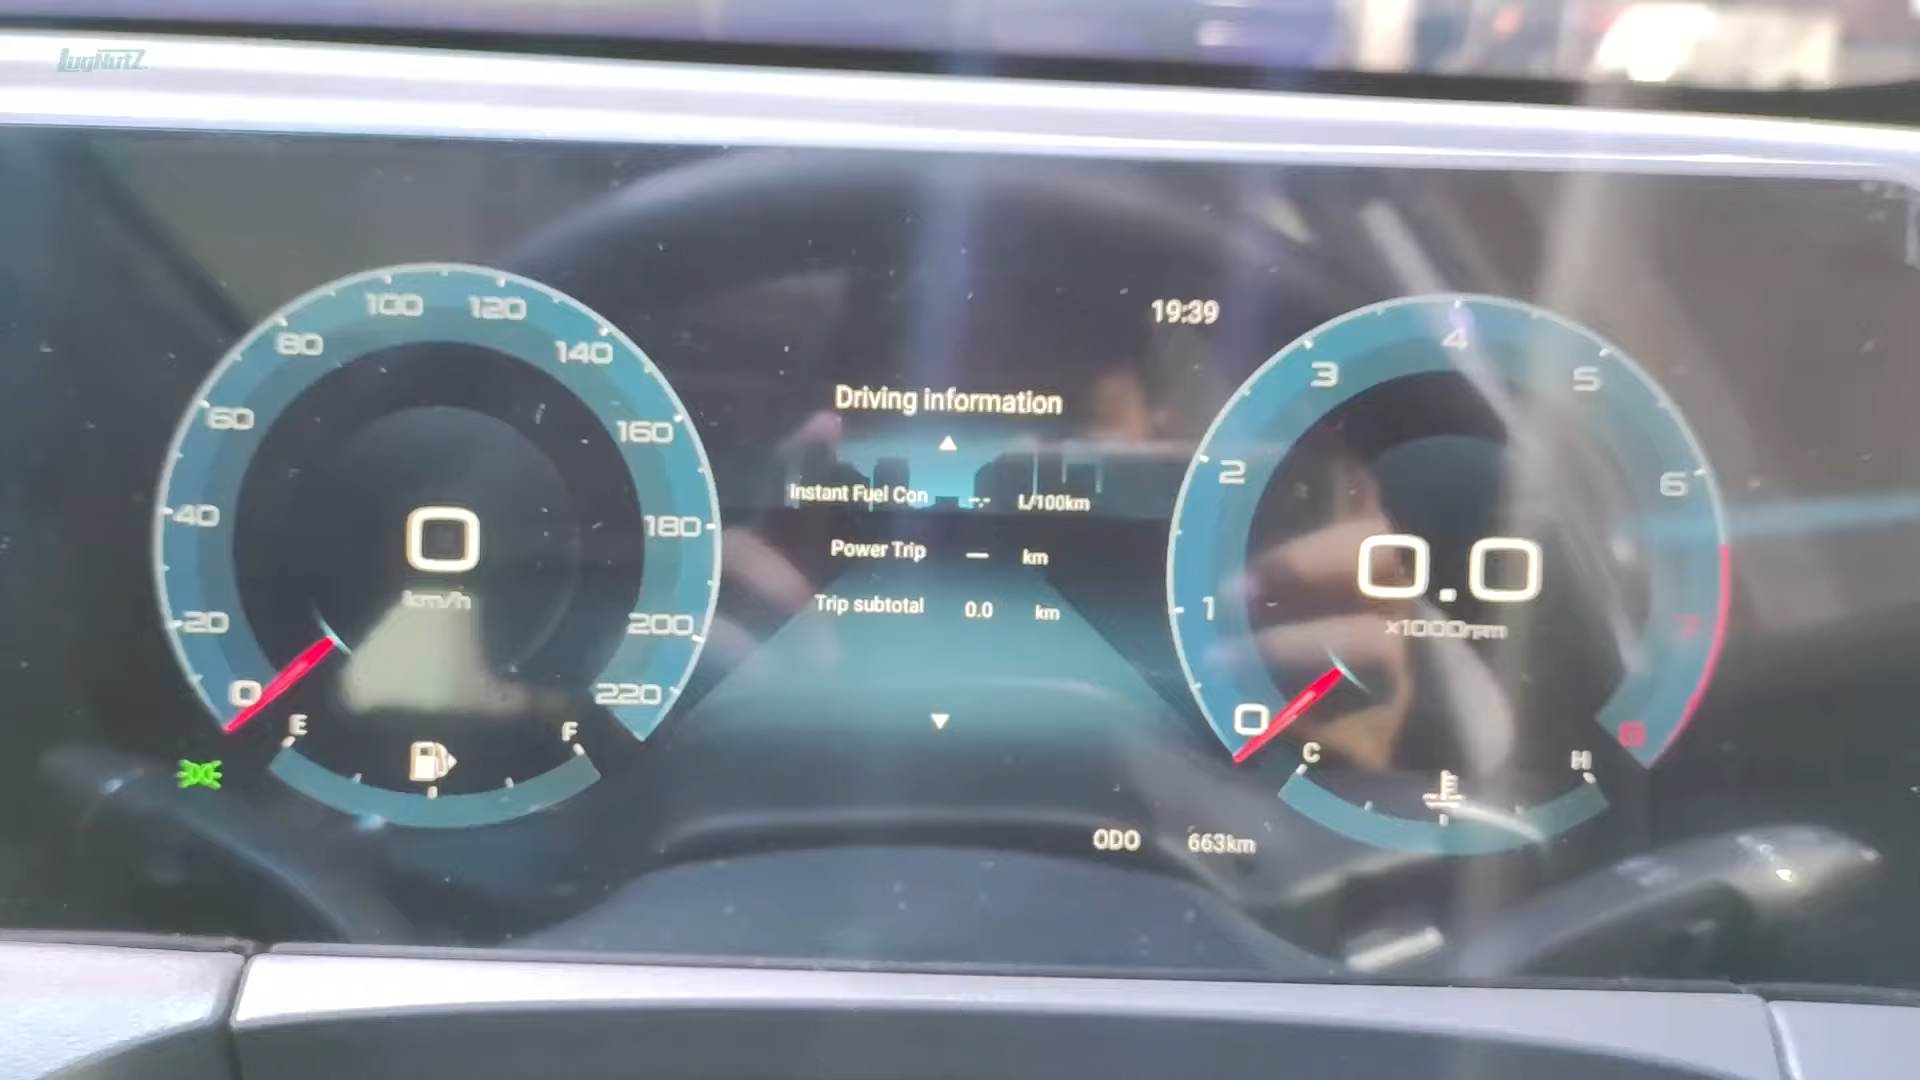 LugNutZ
19:39
Driving information
Instant Fuel Con -.- L/100km
Power Trip — km
Trip subtotal 0.0 km
0 20 40 60 80 100 120 140 160 180 200 220
0
km/h
E F
0 1 2 3 4 5 6 7 8
0.0
×1000rpm
C H
ODO 663km